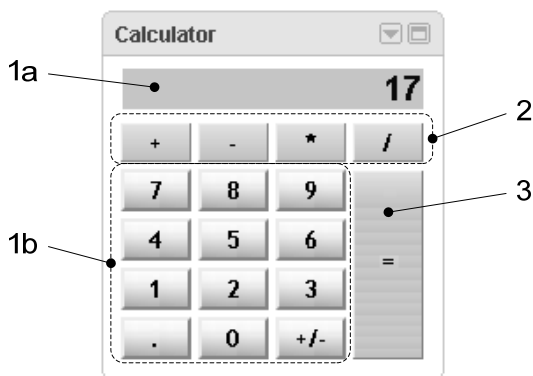 Calculator
1a
17
+ - * /
2
7 8 9
3
4 5 6
1b
=
1 2 3
. 0 +/-